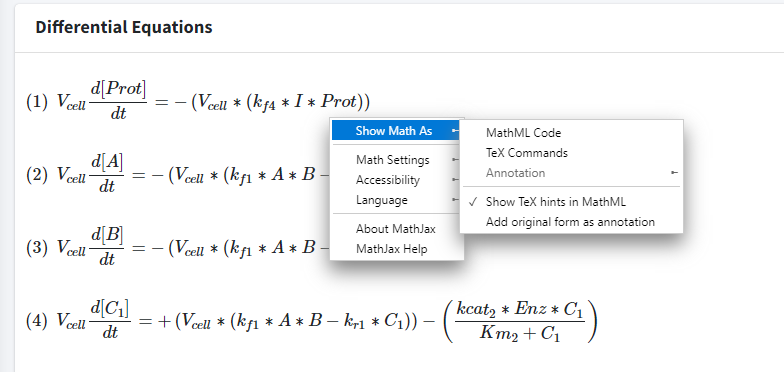 Differential Equations
(1) V_cell d[Prot]/dt = − (V_cell * (k_f4 * I * Prot))
Show Math As
MathML Code
TeX Commands
Annotation
Show TeX hints in MathML
Add original form as annotation
Math Settings
Accessibility
Language
About MathJax
MathJax Help
(2) V_cell d[A]/dt = − (V_cell * (k_f1 * A * B −
(3) V_cell d[B]/dt = − (V_cell * (k_f1 * A * B −
(4) V_cell d[C_1]/dt = + (V_cell * (k_f1 * A * B − k_r1 * C_1)) − (kcat_2 * Enz * C_1 / Km_2 + C_1)